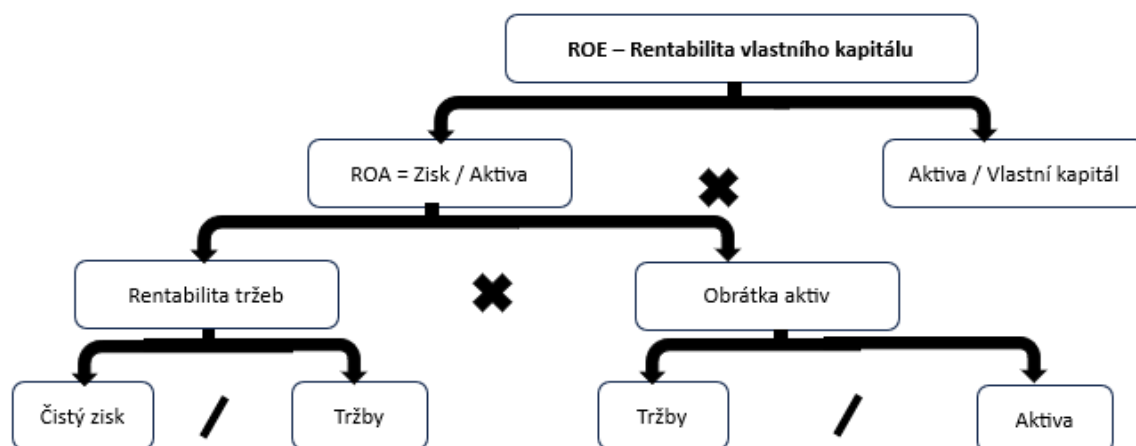 ROE – Rentabilita vlastního kapitálu
ROA = Zisk / Aktiva
Aktiva / Vlastní kapitál
Rentabilita tržeb
Obrátka aktiv
Čistý zisk
/
Tržby
Tržby
/
Aktiva